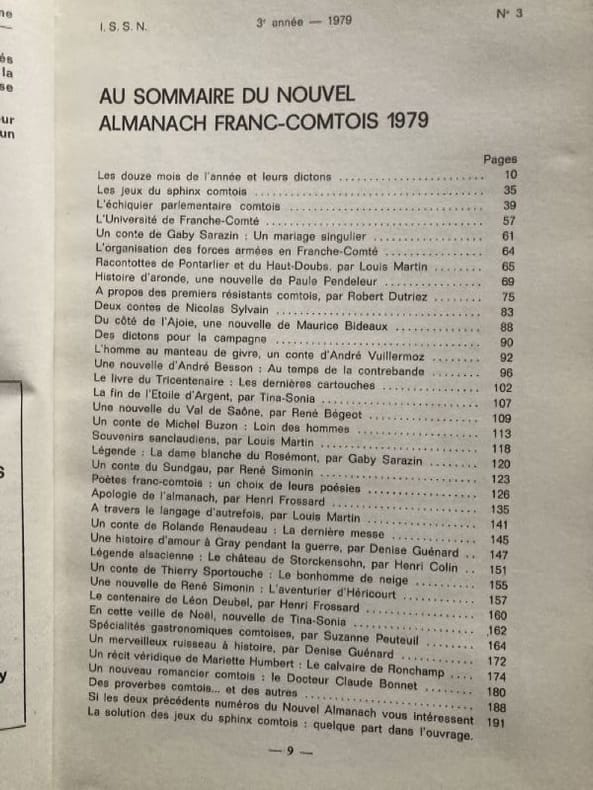 ne
és
la
se
ur
un
S
y
I. S. S. N.
3e année — 1979
N° 3
AU SOMMAIRE DU NOUVEL
ALMANACH FRANC-COMTOIS 1979
Pages
Les douze mois de l'année et leurs dictons ........................ 10
Les jeux du sphinx comtois ........................ 35
L'échiquier parlementaire comtois ........................ 39
L'Université de Franche-Comté ........................ 57
Un conte de Gaby Sarazin : Un mariage singulier ........................ 61
L'organisation des forces armées en Franche-Comté ........................ 64
Racontottes de Pontarlier et du Haut-Doubs, par Louis Martin ........ 65
Histoire d'aronde, une nouvelle de Paule Pendeleur ........................ 69
A propos des premiers résistants comtois, par Robert Dutriez ........ 75
Deux contes de Nicolas Sylvain ........................ 83
Du côté de l'Ajoie, une nouvelle de Maurice Bideaux ........................ 88
Des dictons pour la campagne ........................ 90
L'homme au manteau de givre, un conte d'André Vuillermoz ........ 92
Une nouvelle d'André Besson : Au temps de la contrebande ........ 96
Le livre du Tricentenaire : Les dernières cartouches ........................ 102
La fin de l'Etoile d'Argent, par Tina-Sonia ........................ 107
Une nouvelle du Val de Saône, par René Bégeot ........................ 109
Un conte de Michel Buzon : Loin des hommes ........................ 113
Souvenirs sanclaudiens, par Louis Martin ........................ 118
Légende : La dame blanche du Rosémont, par Gaby Sarazin ........ 120
Un conte du Sundgau, par René Simonin ........................ 123
Poètes franc-comtois : un choix de leurs poésies ........................ 126
Apologie de l'almanach, par Henri Frossard ........................ 135
A travers le langage d'autrefois, par Louis Martin ........................ 141
Un conte de Rolande Renaudeau : La dernière messe ........................ 145
Une histoire d'amour à Gray pendant la guerre, par Denise Guénard .. 147
Légende alsacienne : Le château de Storckensohn, par Henri Colin .. 151
Un conte de Thierry Sportouche : Le bonhomme de neige ........ 155
Une nouvelle de René Simonin : L'aventurier d'Héricourt ........ 157
Le centenaire de Léon Deubel, par Henri Frossard ........................ 160
En cette veille de Noël, nouvelle de Tina-Sonia ........................ 162
Spécialités gastronomiques comtoises, par Suzanne Peuteuil ........ 164
Un merveilleux ruisseau à histoire, par Denise Guénard ........................ 172
Un récit véridique de Mariette Humbert : Le calvaire de Ronchamp .... 174
Un nouveau romancier comtois : le Docteur Claude Bonnet ........ 180
Des proverbes comtois... et des autres ........................ 188
Si les deux précédents numéros du Nouvel Almanach vous intéressent 191
La solution des jeux du sphinx comtois : quelque part dans l'ouvrage.
— 9 —